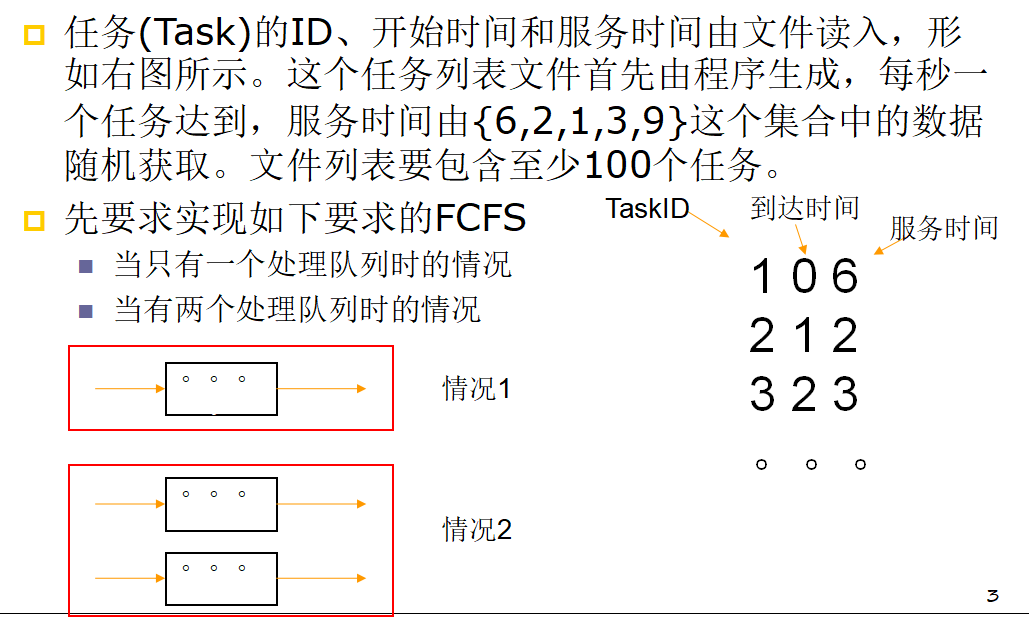 任务(Task)的ID、开始时间和服务时间由文件读入，形
如右图所示。这个任务列表文件首先由程序生成，每秒一
个任务达到，服务时间由{6,2,1,3,9}这个集合中的数据
随机获取。文件列表要包含至少100个任务。
先要求实现如下要求的FCFS
当只有一个处理队列时的情况
当有两个处理队列时的情况
TaskID
到达时间
服务时间
1 0 6
2 1 2
3 2 3
。 。 。
。 。 。
情况1
。 。 。
。 。 。
情况2
3